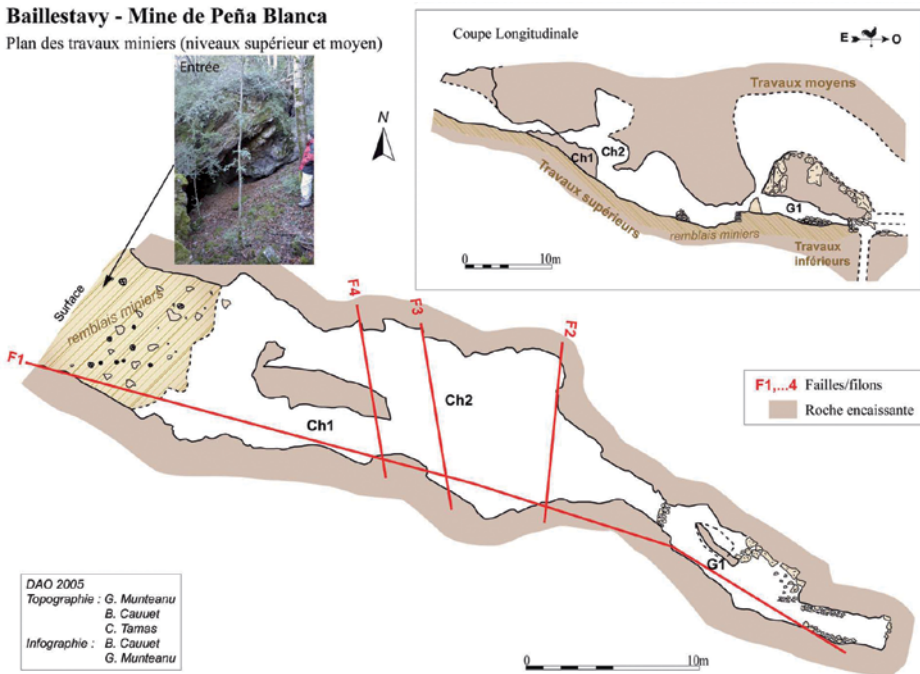 Baillestavy - Mine de Peña Blanca
Plan des travaux miniers (niveaux supérieur et moyen)
Entrée
N
Coupe Longitudinale
E O
Travaux moyens
Ch1
Ch2
Travaux supérieurs
G1
remblais miniers
Travaux
inférieurs
0 10m
Surface
remblais miniers
F1
F4
F3
F2
Ch2
Ch1
G1
F1,...4 Failles/filons
Roche encaissante
DAO 2005
Topographie : G. Munteanu
B. Cauuet
C. Tamas
Infographie : B. Cauuet
G. Munteanu
0 10m